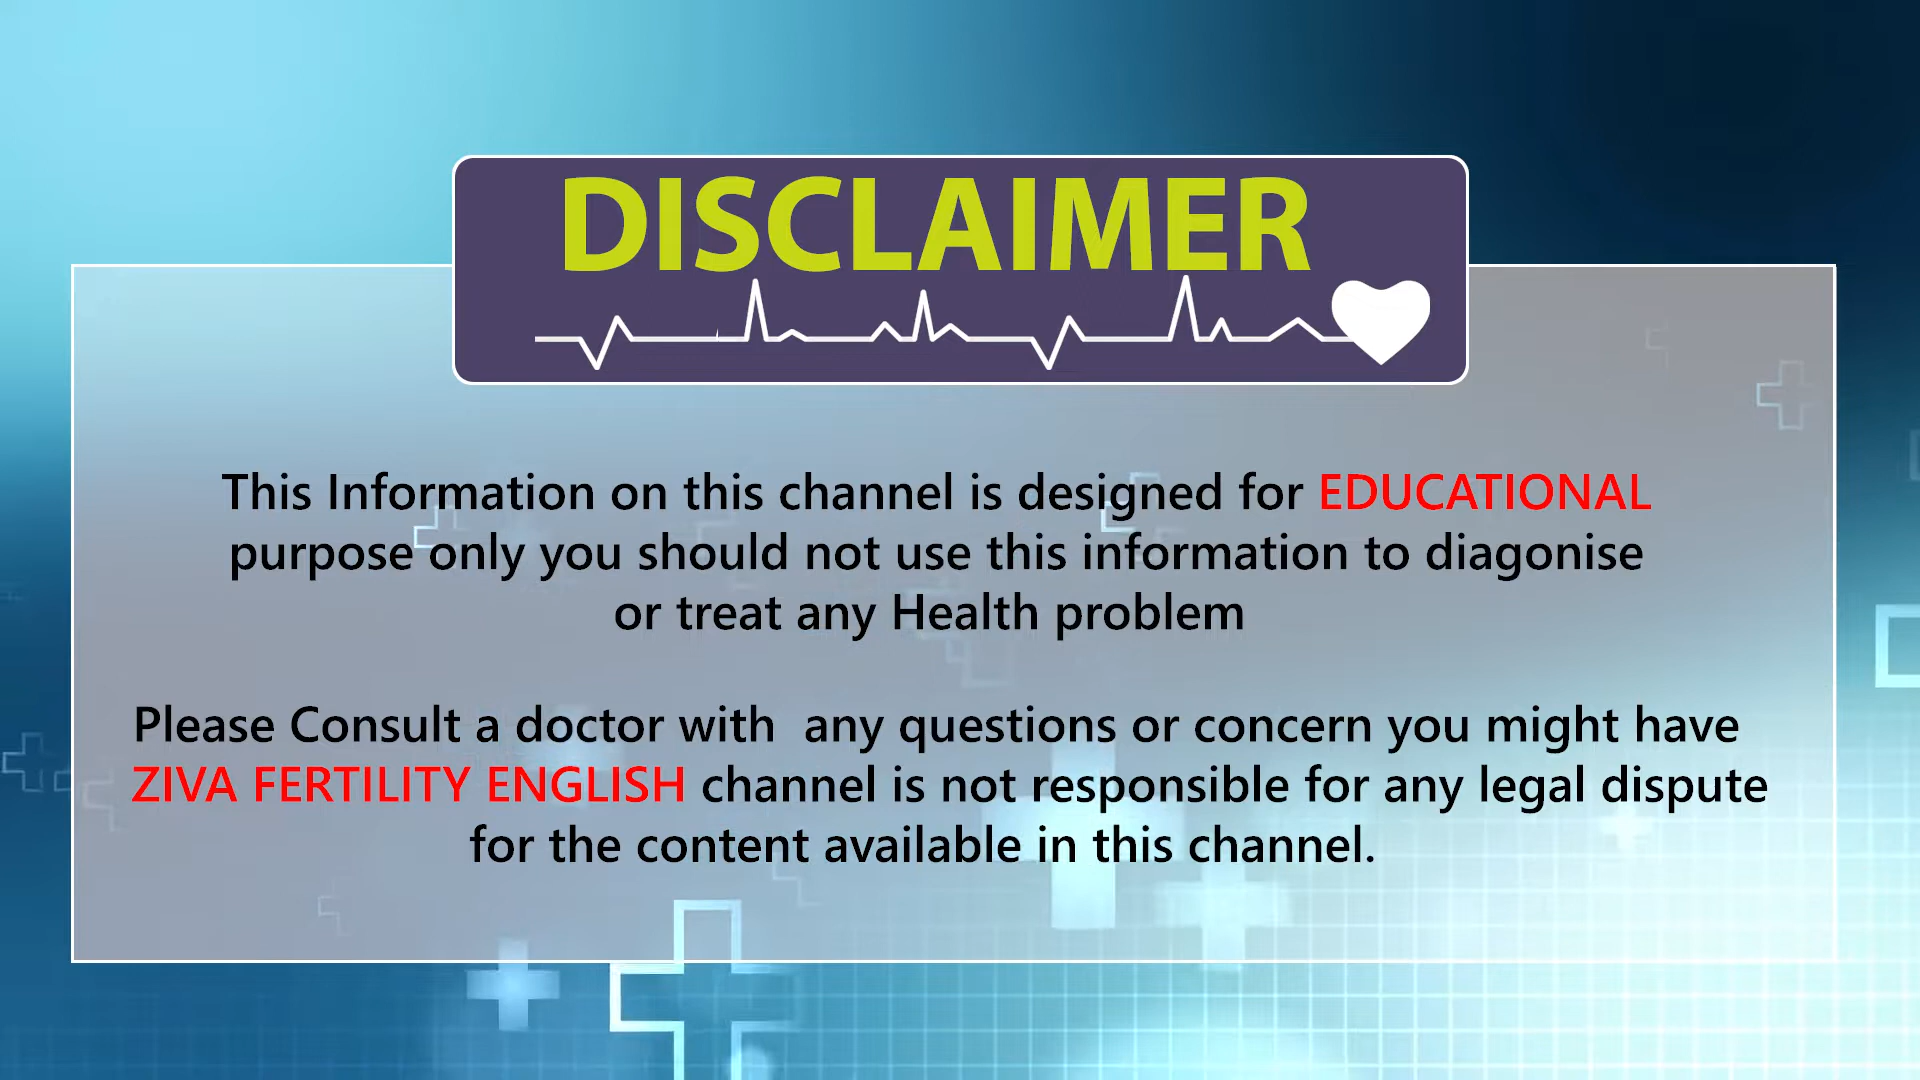 DISCLAIMER
This Information on this channel is designed for EDUCATIONAL
purpose only you should not use this information to diagonise
or treat any Health problem
Please Consult a doctor with  any questions or concern you might have
ZIVA FERTILITY ENGLISH channel is not responsible for any legal dispute
for the content available in this channel.